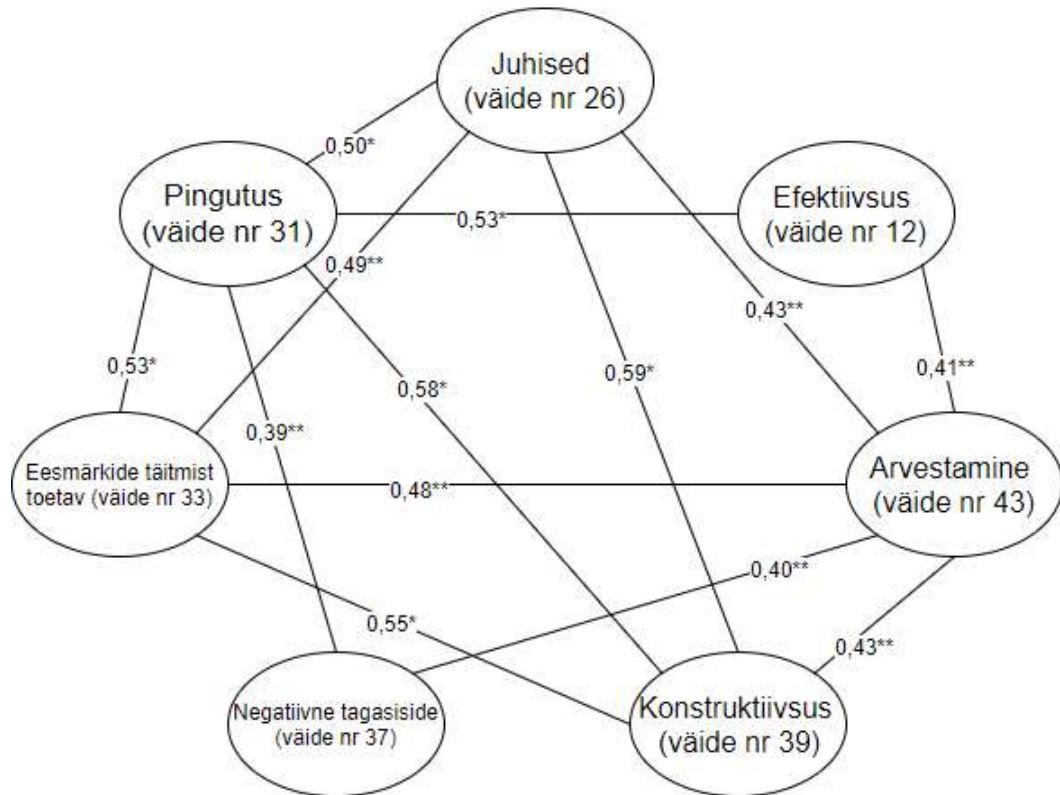 Juhised
(väide nr 26)
0,50*
Pingutus
(väide nr 31)
Efektiivsus
(väide nr 12)
0,53*
0,49**
0,43**
0,53*
0,58*
0,59*
0,41**
0,39**
Eesmärkide täitmist
toetav (väide nr 33)
0,48**
Arvestamine
(väide nr 43)
0,40**
0,55*
0,43**
Negatiivne tagasiside
(väide nr 37)
Konstruktiivsus
(väide nr 39)